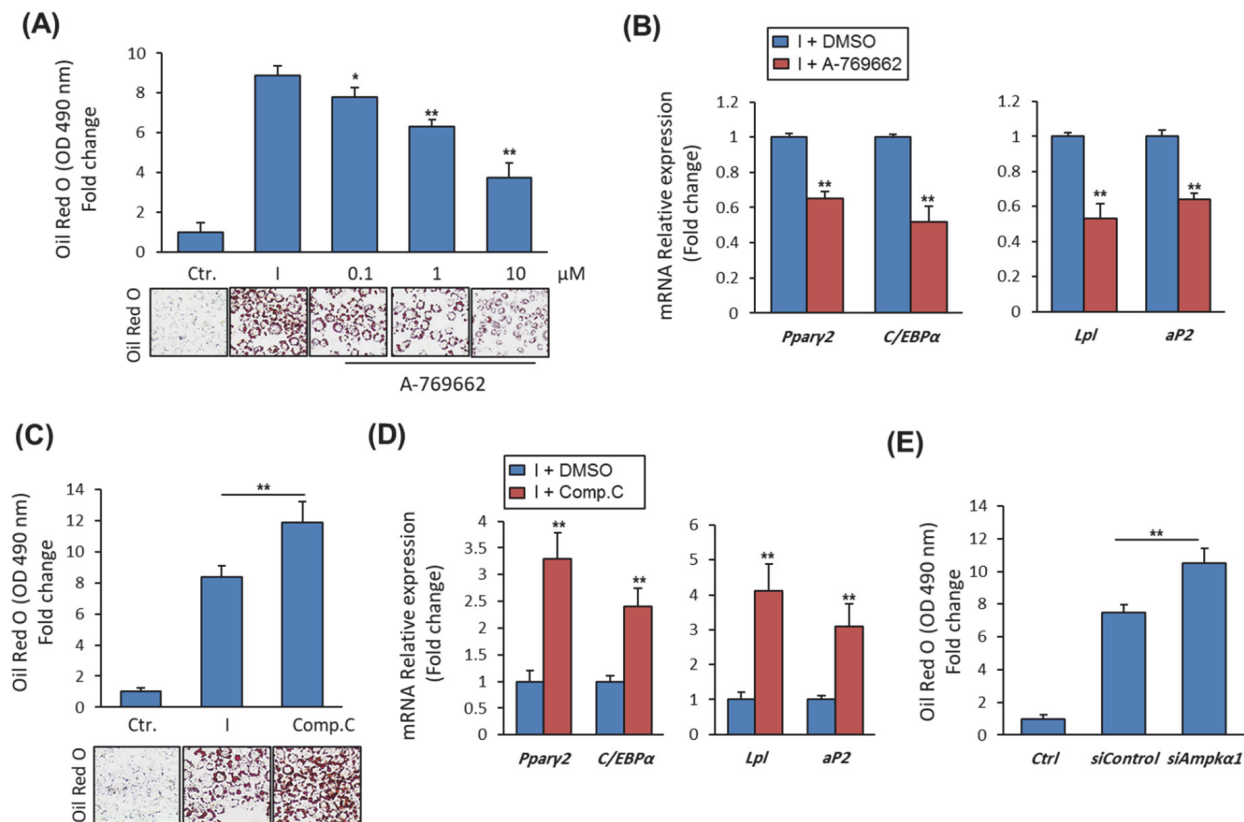 (A)
Oil Red O (OD 490 nm)
Fold change
10
8
6
4
2
0
*
**
**
Ctr.
I
0.1
1
10
µM
Oil Red O
A-769662
(B)
I + DMSO
I + A-769662
mRNA Relative expression
(Fold change)
1.2
1
0.8
0.6
0.4
0.2
0
**
**
Pparγ2
C/EBPα
1.2
1
0.8
0.6
0.4
0.2
0
**
**
Lpl
aP2
(C)
Oil Red O (OD 490 nm)
Fold change
14
12
10
8
6
4
2
0
**
Ctr.
I
Comp.C
Oil Red O
(D)
I + DMSO
I + Comp.C
mRNA Relative expression
(Fold change)
4
3.5
3
2.5
2
1.5
1
0.5
0
**
**
Pparγ2
C/EBPα
6
5
4
3
2
1
0
**
**
Lpl
aP2
(E)
Oil Red O (OD 490 nm)
Fold change
14
12
10
8
6
4
2
0
**
Ctrl
siControl
siAmpkα1